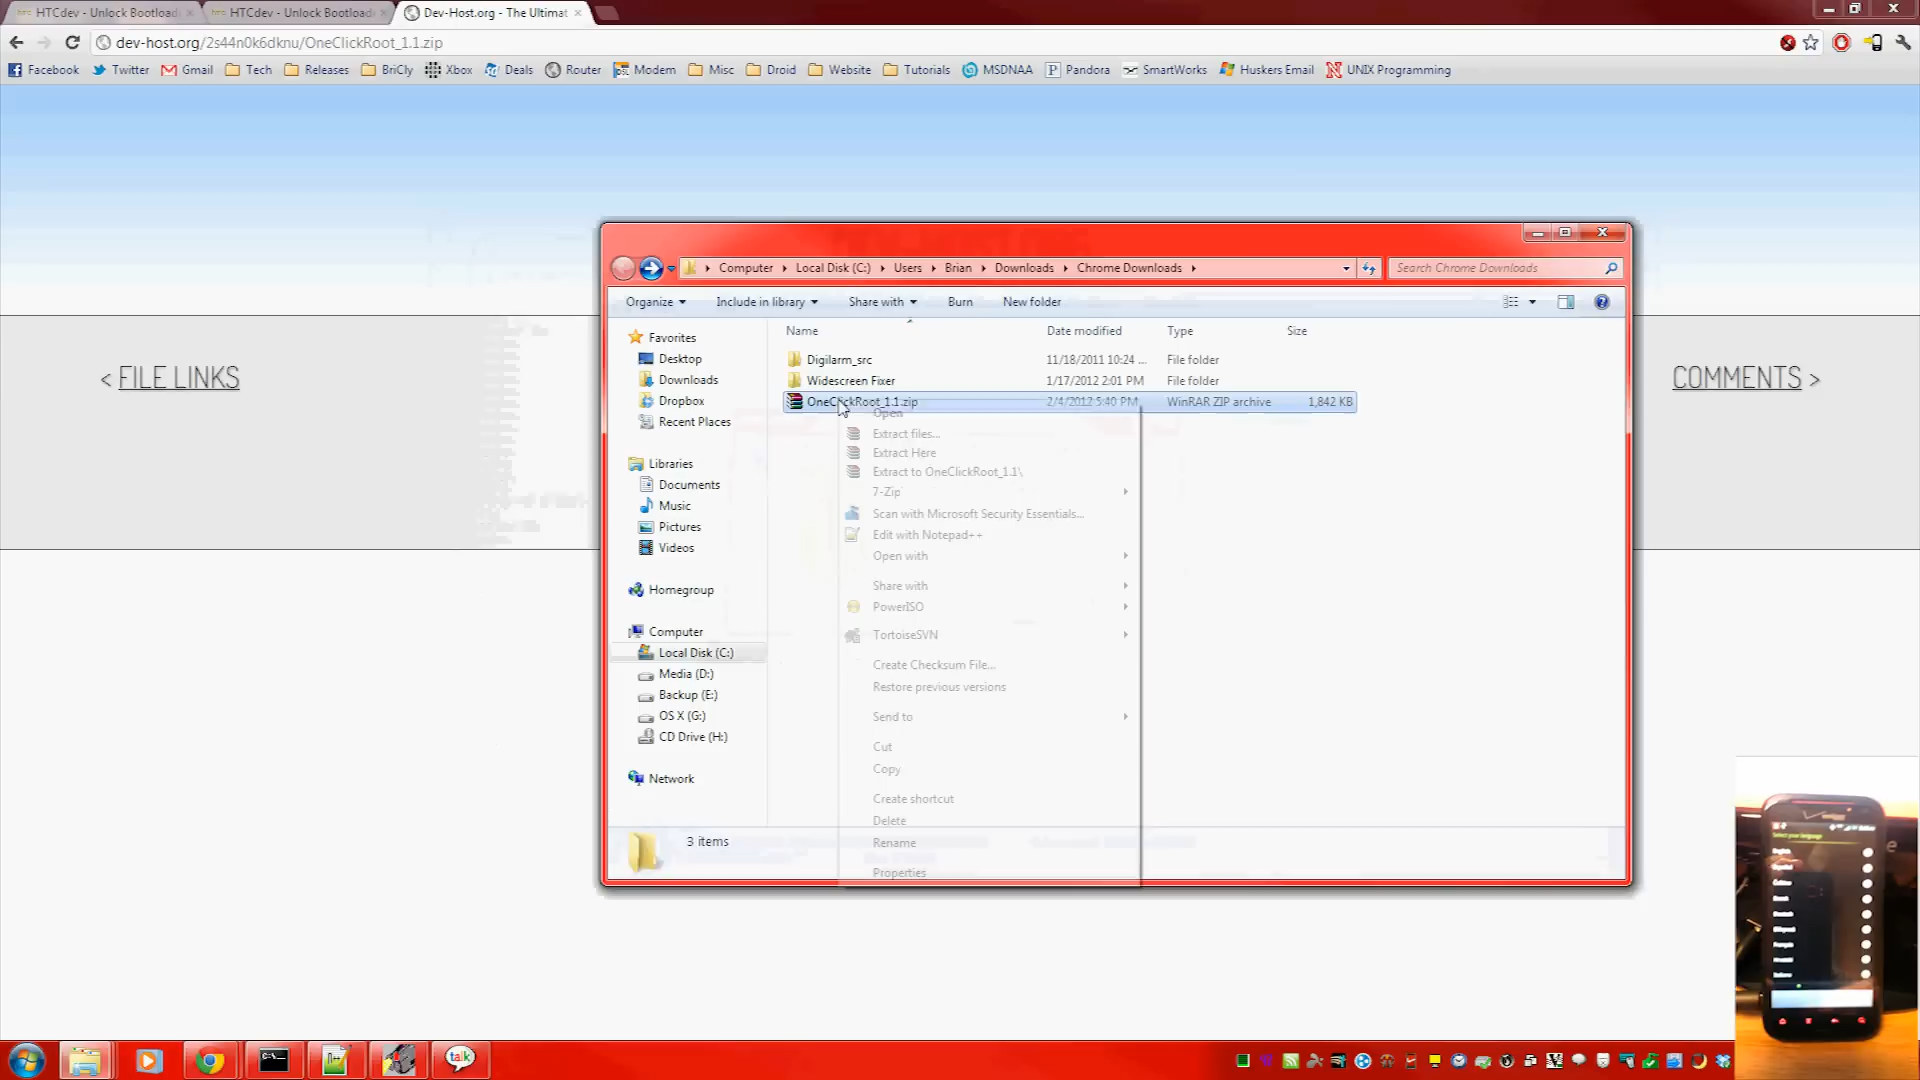 HTCdev - Unlock Bootload
HTCdev - Unlock Bootload
Dev-Host.org - The Ultimat
dev-host.org/2s44n0k6dknu/OneClickRoot_1.1.zip
Facebook Twitter Gmail Tech Releases BriCly Xbox Deals Router Modem Misc Droid Website Tutorials MSDNAA Pandora SmartWorks Huskers Email UNIX Programming
< FILE LINKS
COMMENTS >
Computer Local Disk (C:) Users Brian Downloads Chrome Downloads
Search Chrome Downloads
Organize Include in library Share with Burn New folder
Name Date modified Type Size
Digilarm_src 11/18/2011 10:24 ... File folder
Widescreen Fixer 1/17/2012 2:01 PM File folder
OneClickRoot_1.1.zip 2/4/2012 5:40 PM WinRAR ZIP archive 1,842 KB
Favorites
Desktop
Downloads
Dropbox
Recent Places
Libraries
Documents
Music
Pictures
Videos
Homegroup
Computer
Local Disk (C:)
Media (D:)
Backup (E:)
OS X (G:)
CD Drive (H:)
Network
Open
Extract files...
Extract Here
Extract to OneClickRoot_1.1\
7-Zip
Scan with Microsoft Security Essentials...
Edit with Notepad++
Open with
Share with
PowerISO
TortoiseSVN
Create Checksum File...
Restore previous versions
Send to
Cut
Copy
Create shortcut
Delete
Rename
Properties
3 items
talk
verizon
Select your language
English